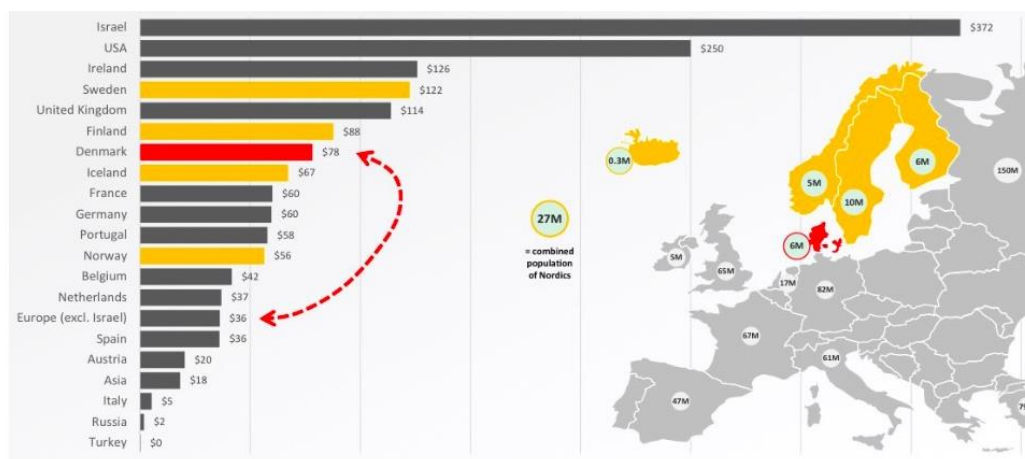 Israel $372
USA $250
Ireland $126
Sweden $122
United Kingdom $114
Finland $88
Denmark $78
Iceland $67
France $60
Germany $60
Portugal $58
Norway $56
Belgium $42
Netherlands $37
Europe (excl. Israel) $36
Spain $36
Austria $20
Asia $18
Italy $5
Russia $2
Turkey $0
27M
= combined
population
of Nordics
0.3M
5M
10M
6M
150M
6M
5M
65M
17M
82M
67M
61M
47M